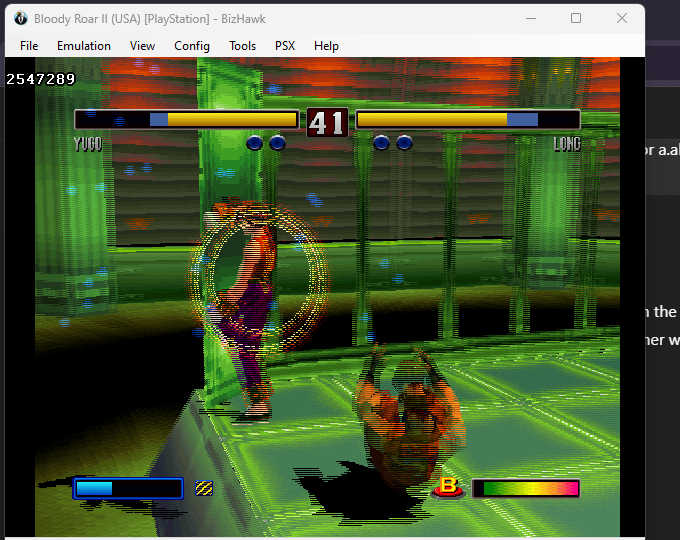 Bloody Roar II (USA) [PlayStation] - BizHawk
File Emulation View Config Tools PSX Help
2547289
41
YUGO LONG
or a.al
n the
her w
B